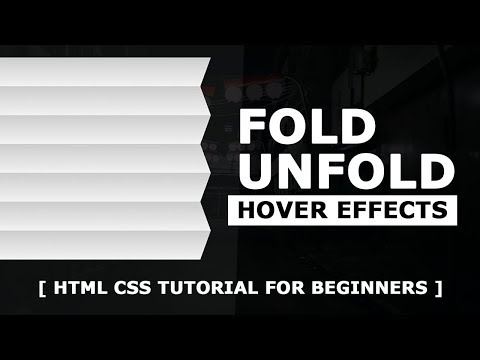 FOLD
UNFOLD
HOVER EFFECTS
[ HTML CSS TUTORIAL FOR BEGINNERS ]